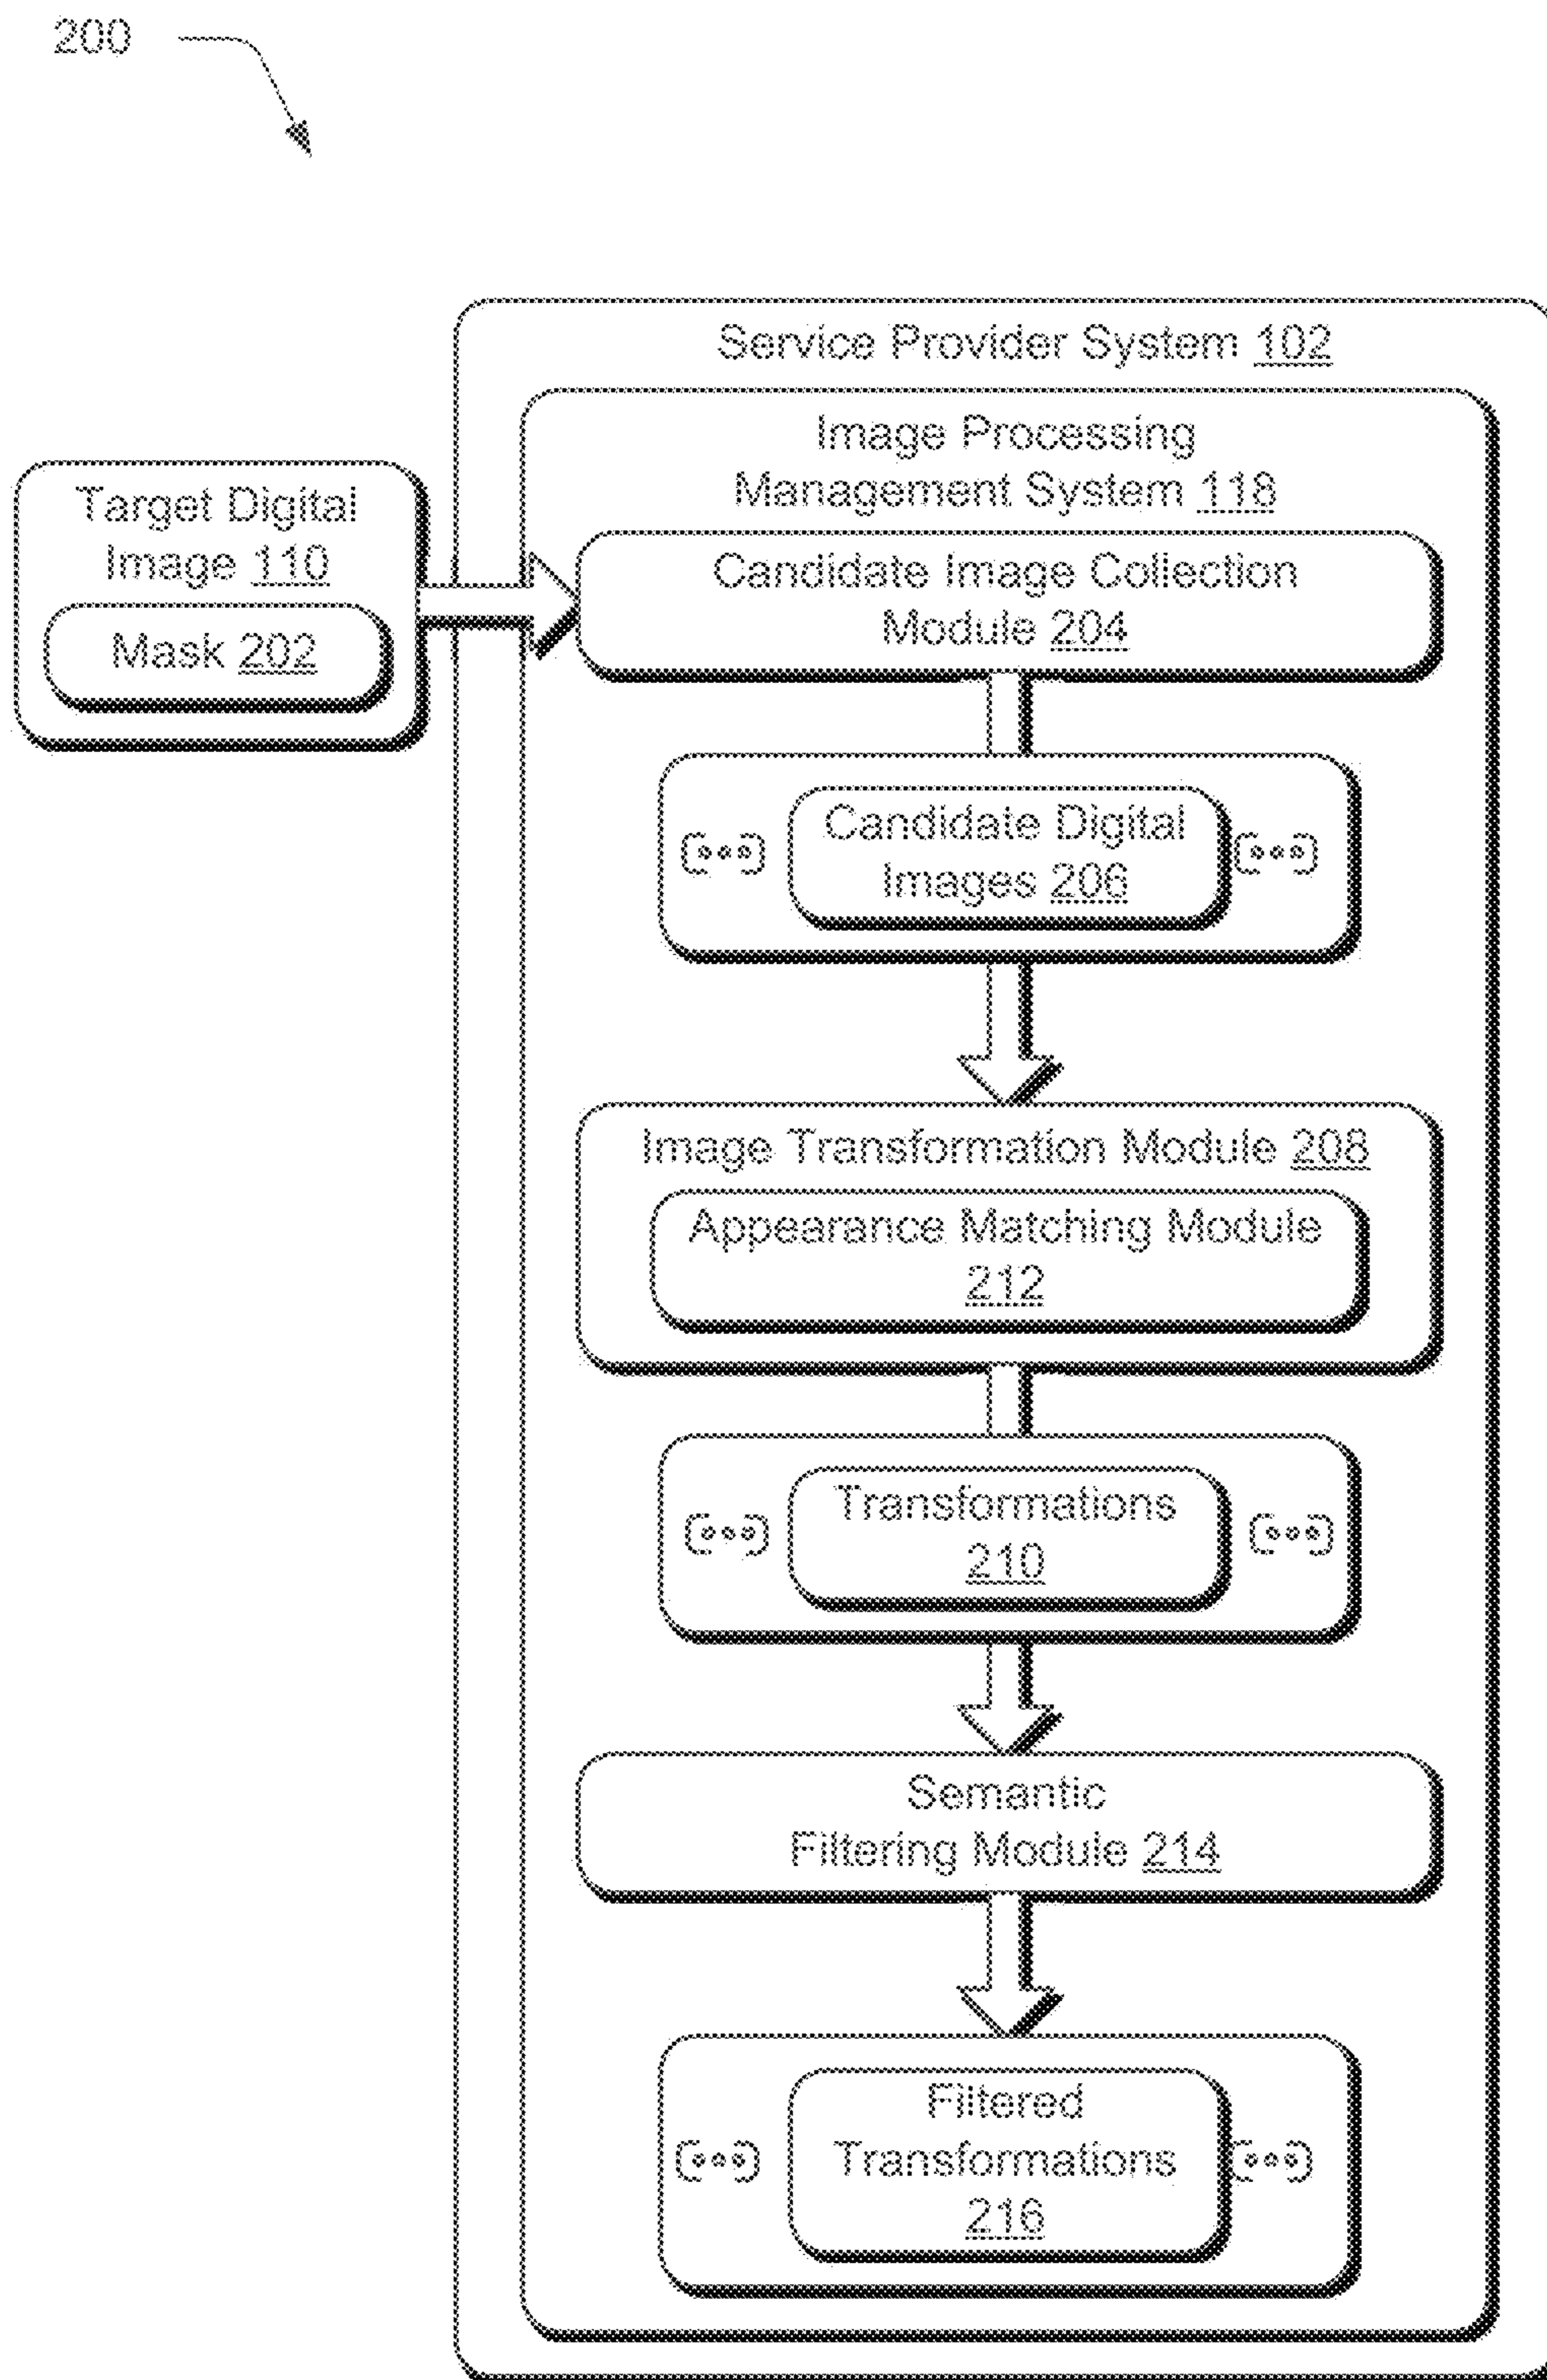 200
Service Provider System 102
Image Processing
Management System 118
Target Digital
Image 110
Mask 202
Candidate Image Collection
Module 204
Candidate Digital
Images 206
Image Transformation Module 208
Appearance Matching Module
212
Transformations
210
Semantic
Filtering Module 214
Filtered
Transformations
216